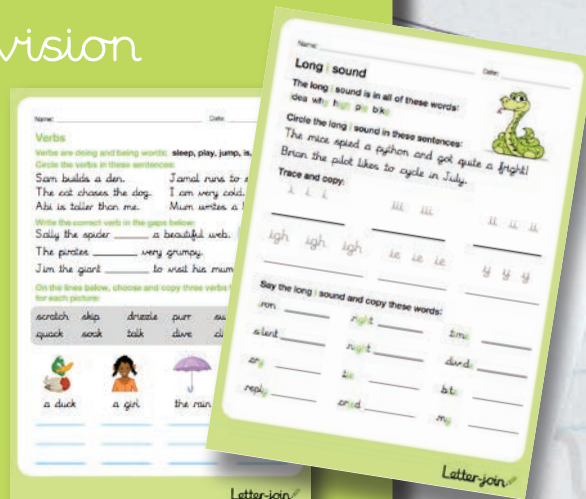 vision
Name: Date:
Verbs
Verbs are doing and being words: sleep, play, jump, is,
Circle the verbs in these sentences:
Sam builds a den. Jamal runs to
The cat chases the dog. I am very cold.
Abi is taller than me. Mum writes a
Write the correct verb in the gaps below:
Sally the spider a beautiful web.
The pirates very grumpy.
Jim the giant to visit his mum
On the lines below, choose and copy three verbs
for each picture:
scratch skip drizzle purr
quack soak talk dive
a duck a girl the rain
Letter-join
Name: Date:
Long i sound
The long i sound is in all of these words:
idea why high pie bike
Circle the long i sound in these sentences:
The mice spied a python and got quite a fright!
Brian the pilot likes to cycle in July.
Trace and copy:
i i i iii iii ii ii ii
igh igh igh ie ie ie y y y
Say the long i sound and copy these words:
iron right time
silent night divide
cry tie bite
reply cried my
Letter-join